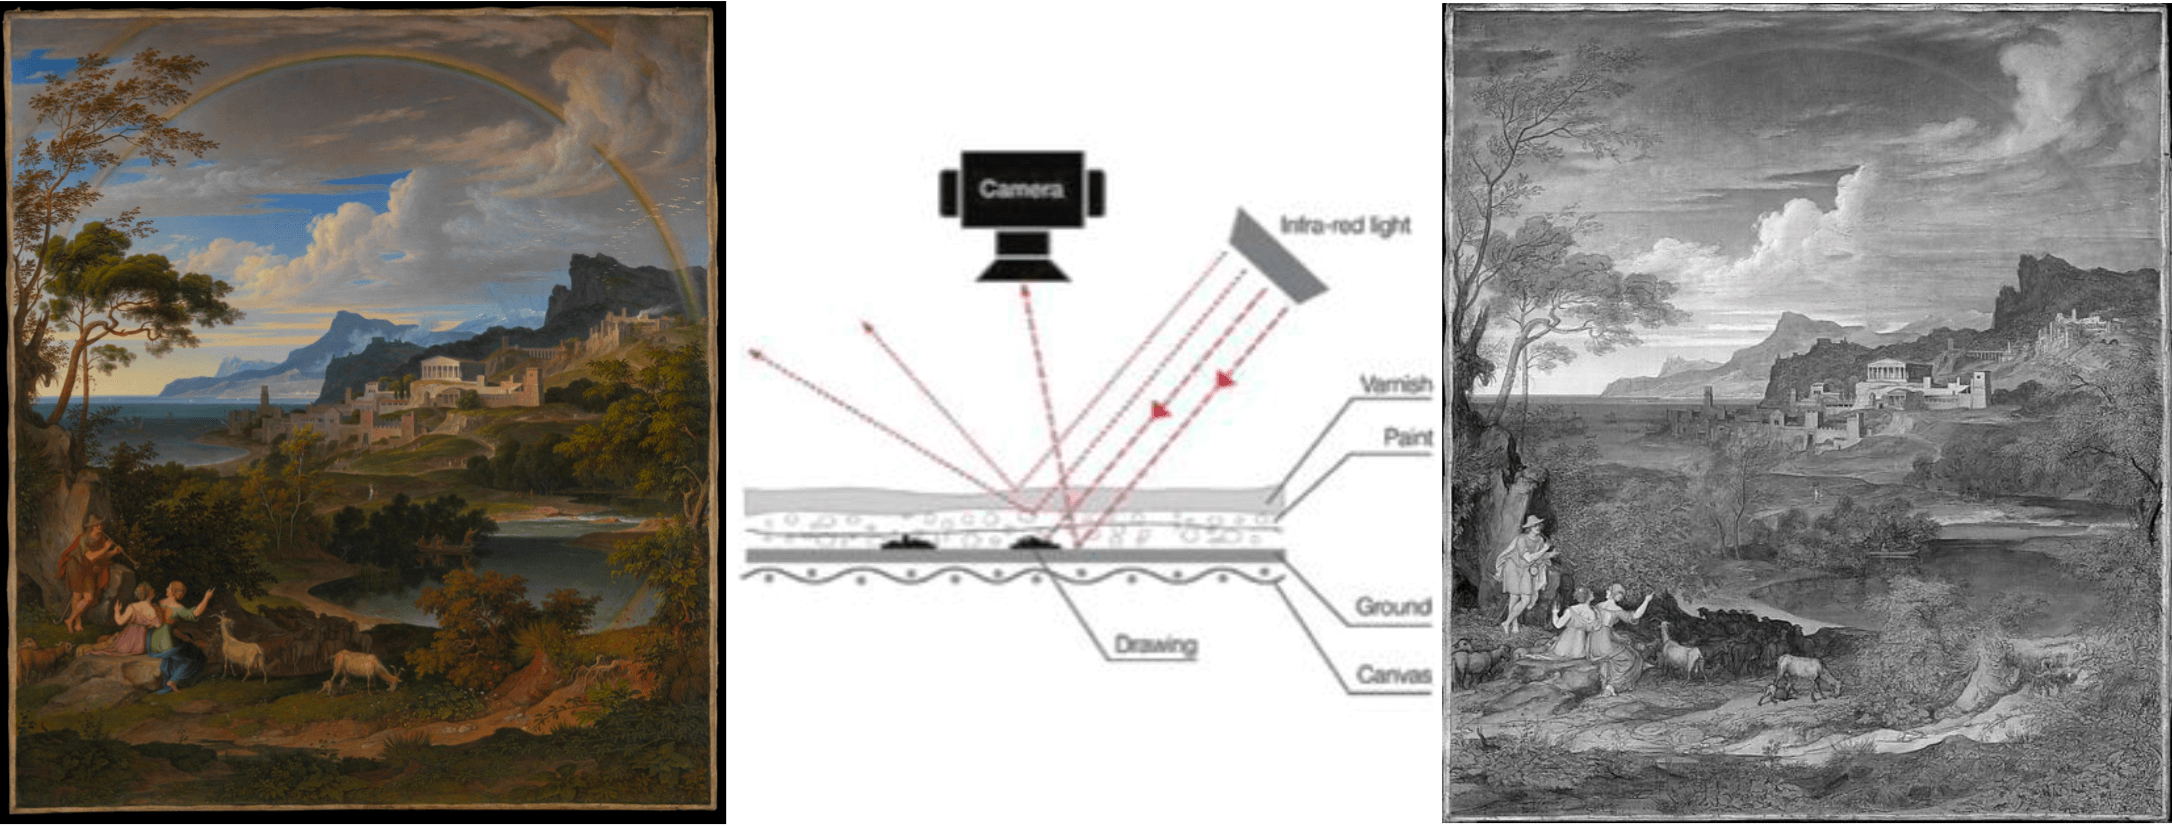 Camera
Infra-red light
Varnish
Paint
Ground
Drawing
Canvas